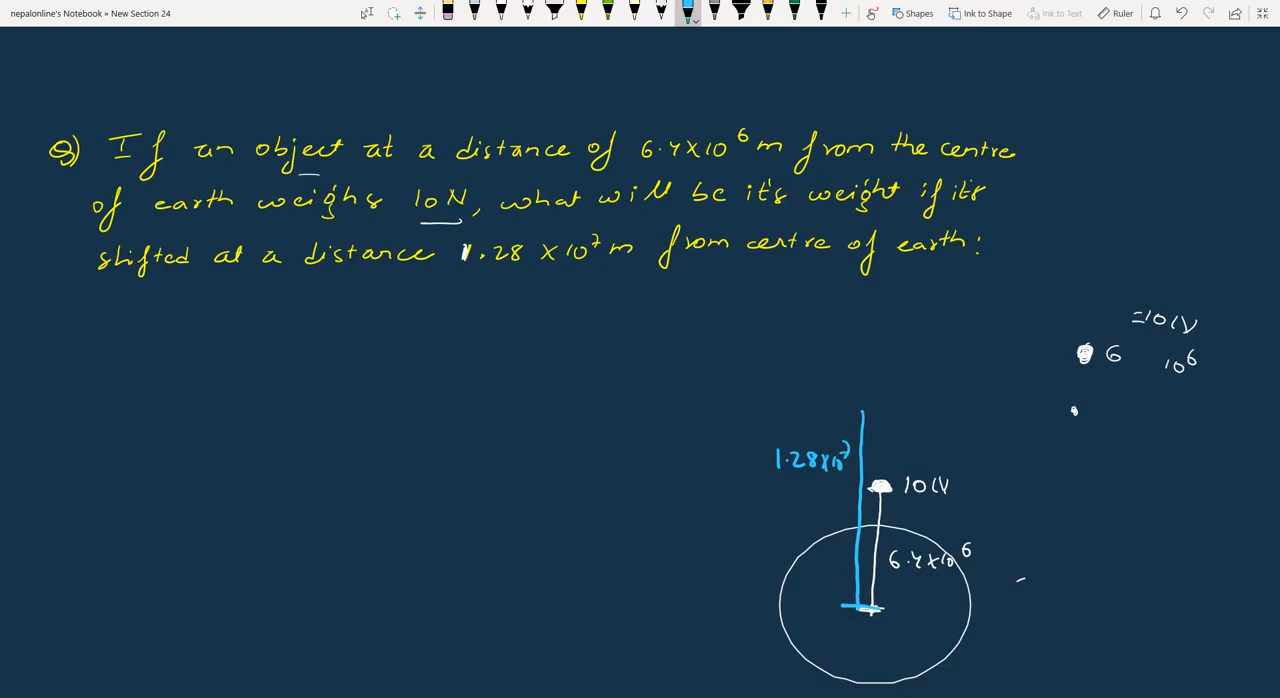 nepalonline's Notebook » New Section 24
Shapes Ink to Shape Ink to Text Ruler
Q) If an object at a distance of 6.4×10⁶ m from the centre
of earth weighs 10N, what will be it's weight if it's
shifted at a distance 1.28 × 10⁷ m from centre of earth:
=10N
6 10⁶
1.28×10⁷
10N
6.4×10⁶